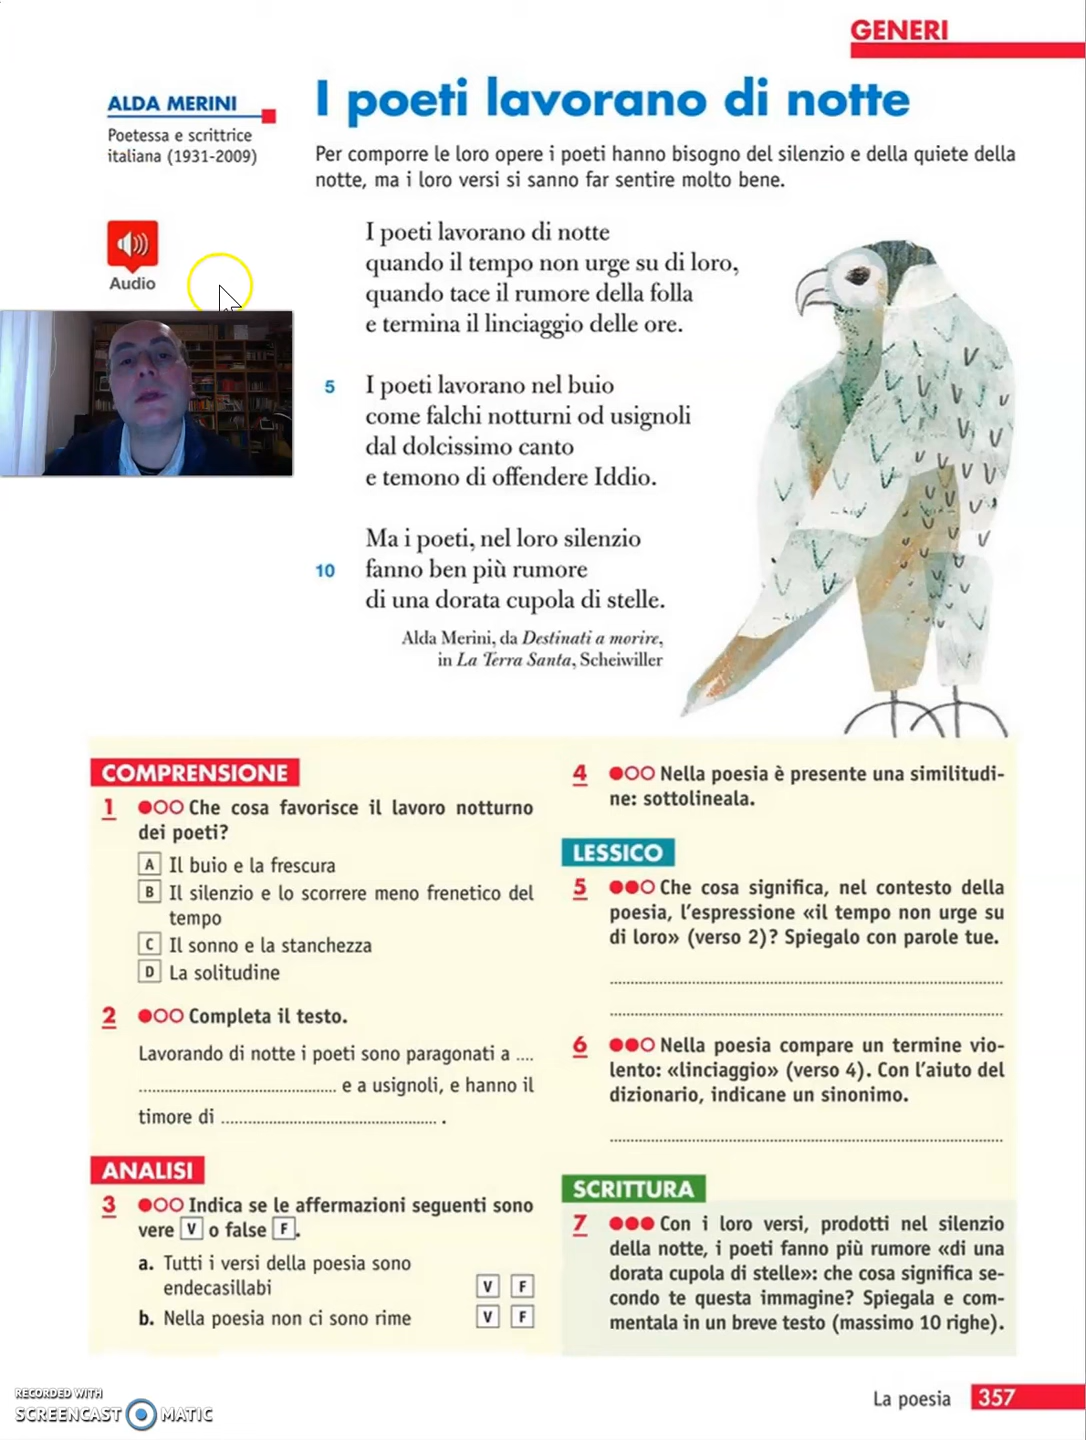 GENERI
ALDA MERINI
Poetessa e scrittrice
italiana (1931-2009)
I poeti lavorano di notte
Per comporre le loro opere i poeti hanno bisogno del silenzio e della quiete della
notte, ma i loro versi si sanno far sentire molto bene.
Audio
I poeti lavorano di notte
quando il tempo non urge su di loro,
quando tace il rumore della folla
e termina il linciaggio delle ore.
5 I poeti lavorano nel buio
come falchi notturni od usignoli
dal dolcissimo canto
e temono di offendere Iddio.
Ma i poeti, nel loro silenzio
10 fanno ben più rumore
di una dorata cupola di stelle.
Alda Merini, da Destinati a morire,
in La Terra Santa, Scheiwiller
COMPRENSIONE
1 Che cosa favorisce il lavoro notturno
dei poeti?
A Il buio e la frescura
B Il silenzio e lo scorrere meno frenetico del
tempo
C Il sonno e la stanchezza
D La solitudine
2 Completa il testo.
Lavorando di notte i poeti sono paragonati a ....
.................................... e a usignoli, e hanno il
timore di ........................................ .
ANALISI
3 Indica se le affermazioni seguenti sono
vere V o false F.
a. Tutti i versi della poesia sono
endecasillabi V F
b. Nella poesia non ci sono rime V F
4 Nella poesia è presente una similitudi-
ne: sottolineala.
LESSICO
5 Che cosa significa, nel contesto della
poesia, l'espressione «il tempo non urge su
di loro» (verso 2)? Spiegalo con parole tue.
6 Nella poesia compare un termine vio-
lento: «linciaggio» (verso 4). Con l'aiuto del
dizionario, indicane un sinonimo.
SCRITTURA
7 Con i loro versi, prodotti nel silenzio
della notte, i poeti fanno più rumore «di una
dorata cupola di stelle»: che cosa significa se-
condo te questa immagine? Spiegala e com-
mentala in un breve testo (massimo 10 righe).
RECORDED WITH
SCREENCAST MATIC
La poesia 357